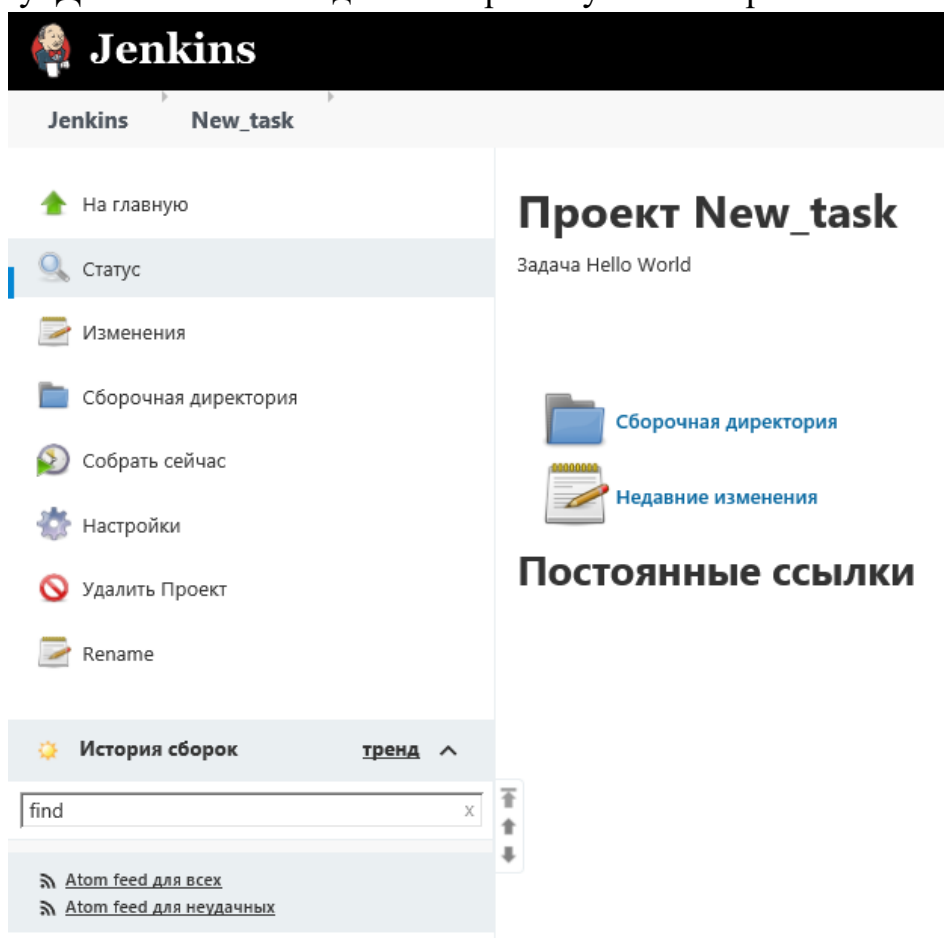 Jenkins
Jenkins New_task
На главную
Статус
Изменения
Сборочная директория
Собрать сейчас
Настройки
Удалить Проект
Rename
История сборок тренд
find x
Atom feed для всех
Atom feed для неудачных
Проект New_task
Задача Hello World
Сборочная директория
Недавние изменения
Постоянные ссылки